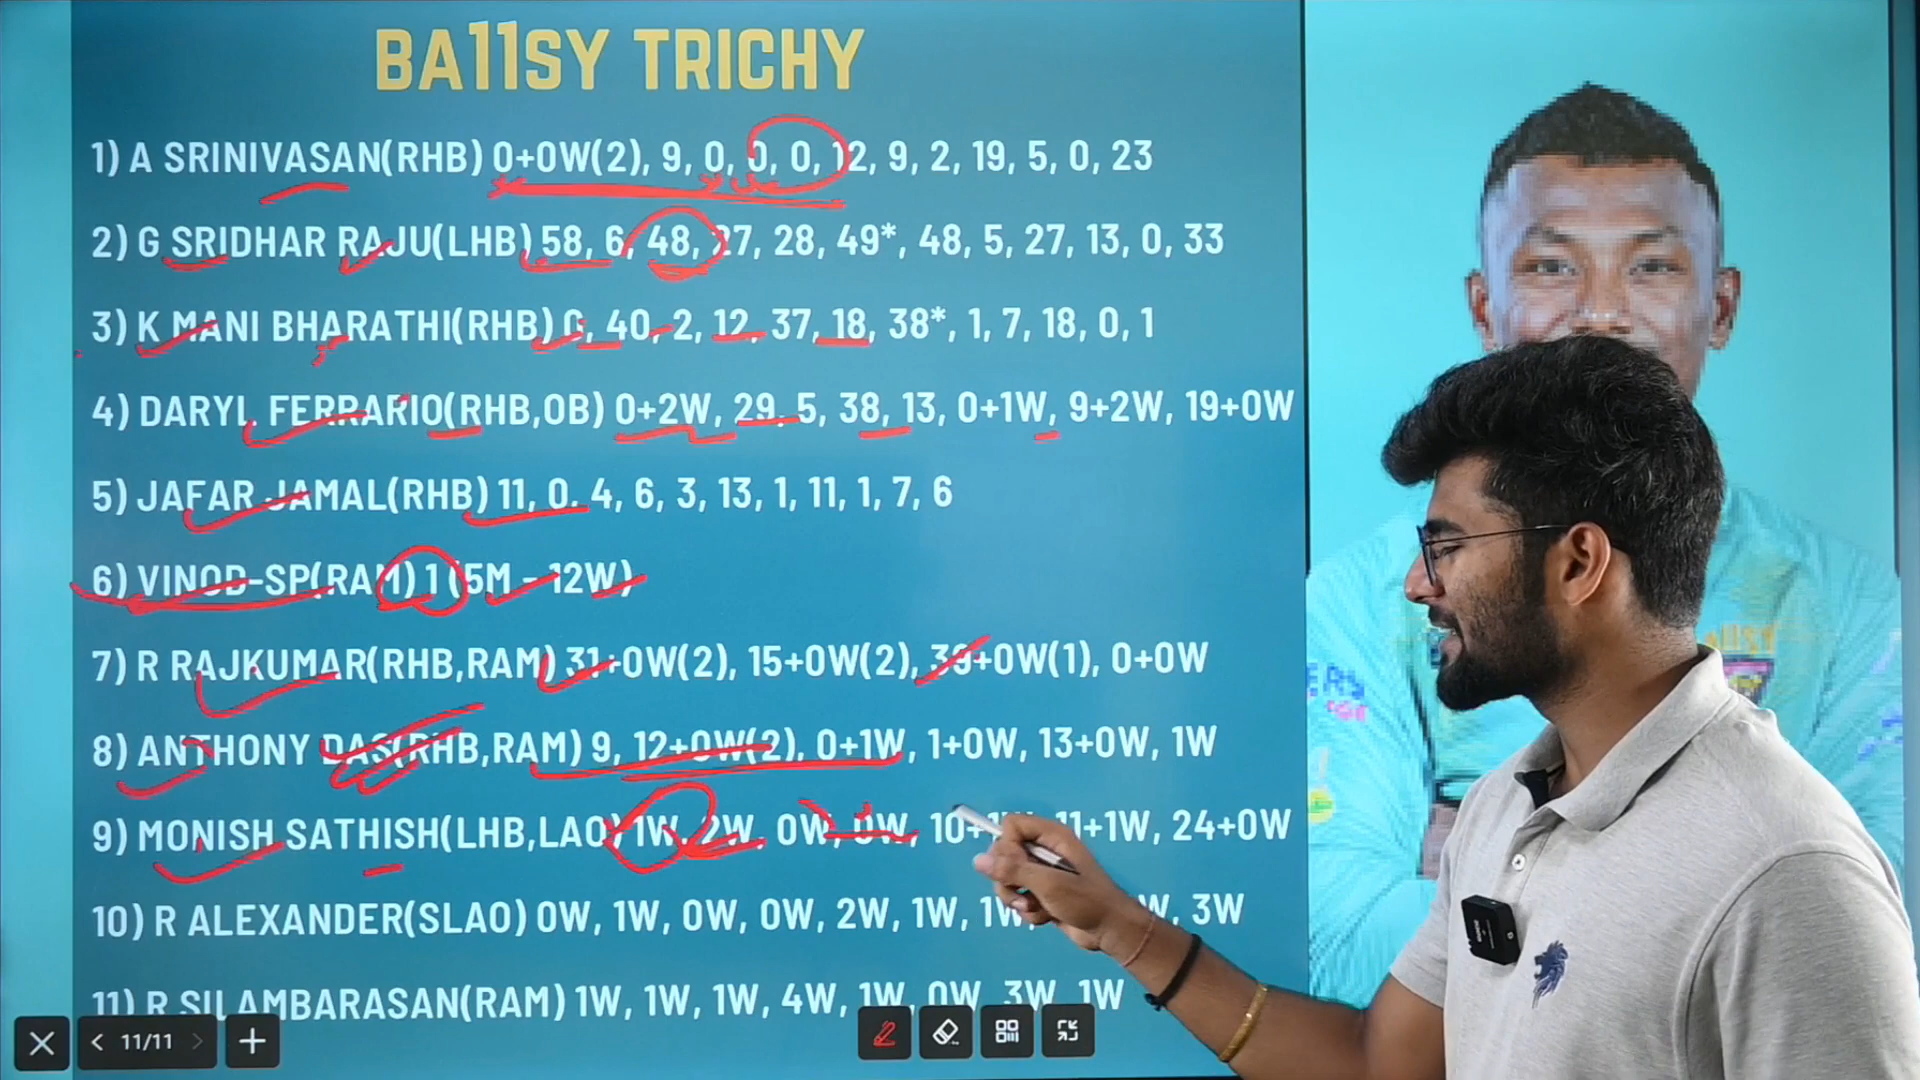 BA11SY TRICHY
1) A SRINIVASAN(RHB) 0+0W(2), 9, 0, 0, 0, 12, 9, 2, 19, 5, 0, 23
2) G SRIDHAR RAJU(LHB) 58, 6, 48, 27, 28, 49*, 48, 5, 27, 13, 0, 33
3) K MANI BHARATHI(RHB) 0, 40, 2, 12, 37, 18, 38*, 1, 7, 18, 0, 1
4) DARYL FERRARIO(RHB,OB) 0+2W, 29, 5, 38, 13, 0+1W, 9+2W, 19+0W
5) JAFAR JAMAL(RHB) 11, 0, 4, 6, 3, 13, 1, 11, 1, 7, 6
6) VINOD-SP(RAM) 1 (5M - 12W)
7) R RAJKUMAR(RHB,RAM) 31+0W(2), 15+0W(2), 39+0W(1), 0+0W
8) ANTHONY DAS(RHB,RAM) 9, 12+0W(2), 0+1W, 1+0W, 13+0W, 1W
9) MONISH SATHISH(LHB,LAO) 1W, 2W, 0W, 0W, 11+1W, 24+0W
10) R ALEXANDER(SLAO) 0W, 1W, 0W, 0W, 2W, 1W, 3W
11) R SILAMBARASAN(RAM) 1W, 1W, 1W, 4W, 1W, 0W, 3W, 1W
11/11